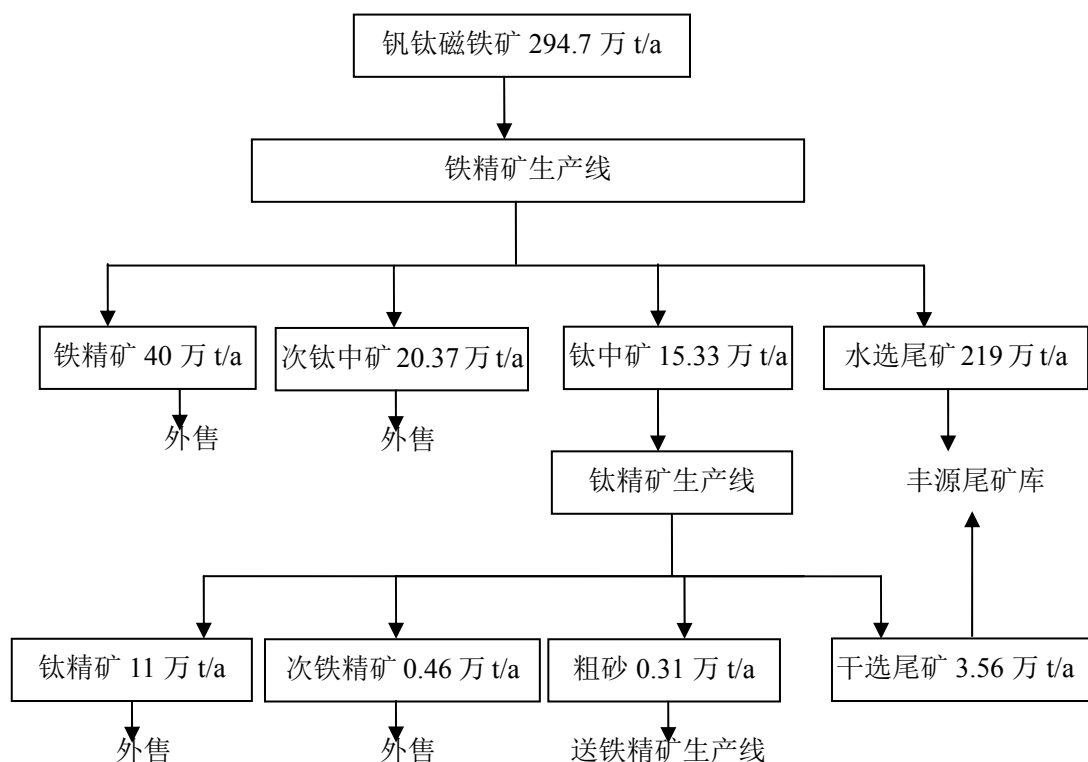 钒钛磁铁矿 294.7 万 t/a
铁精矿生产线
铁精矿 40 万 t/a
次钛中矿 20.37 万 t/a
钛中矿 15.33 万 t/a
水选尾矿 219 万 t/a
外售
外售
钛精矿生产线
丰源尾矿库
钛精矿 11 万 t/a
次铁精矿 0.46 万 t/a
粗砂 0.31 万 t/a
干选尾矿 3.56 万 t/a
外售
外售
送铁精矿生产线